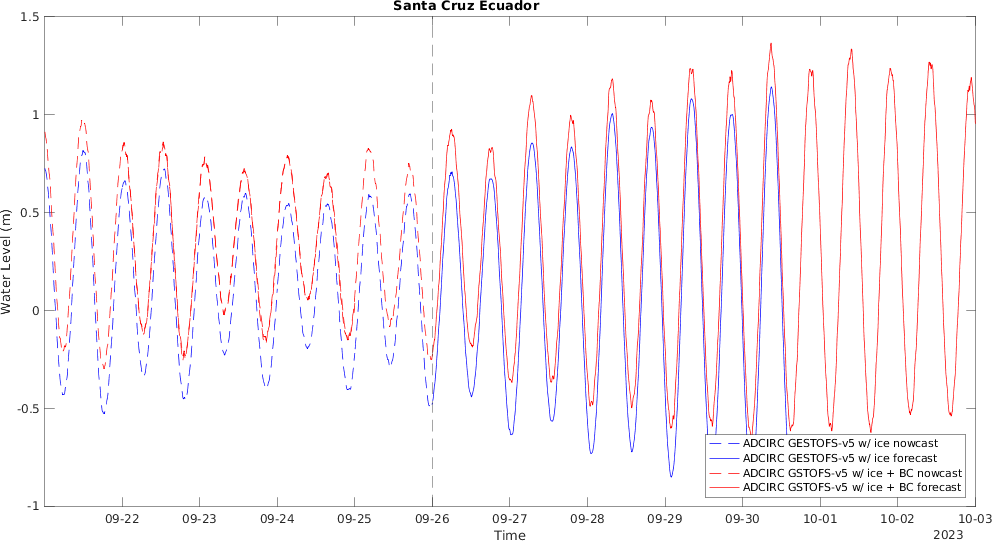 Santa Cruz Ecuador
1.5
1
0.5
0
-0.5
-1
Water Level (m)
ADCIRC GESTOFS-v5 w/ ice nowcast
ADCIRC GESTOFS-v5 w/ ice forecast
ADCIRC GSTOFS-v5 w/ ice + BC nowcast
ADCIRC GSTOFS-v5 w/ ice + BC forecast
09-22 09-23 09-24 09-25 09-26 09-27 09-28 09-29 09-30 10-01 10-02 10-03
Time
2023